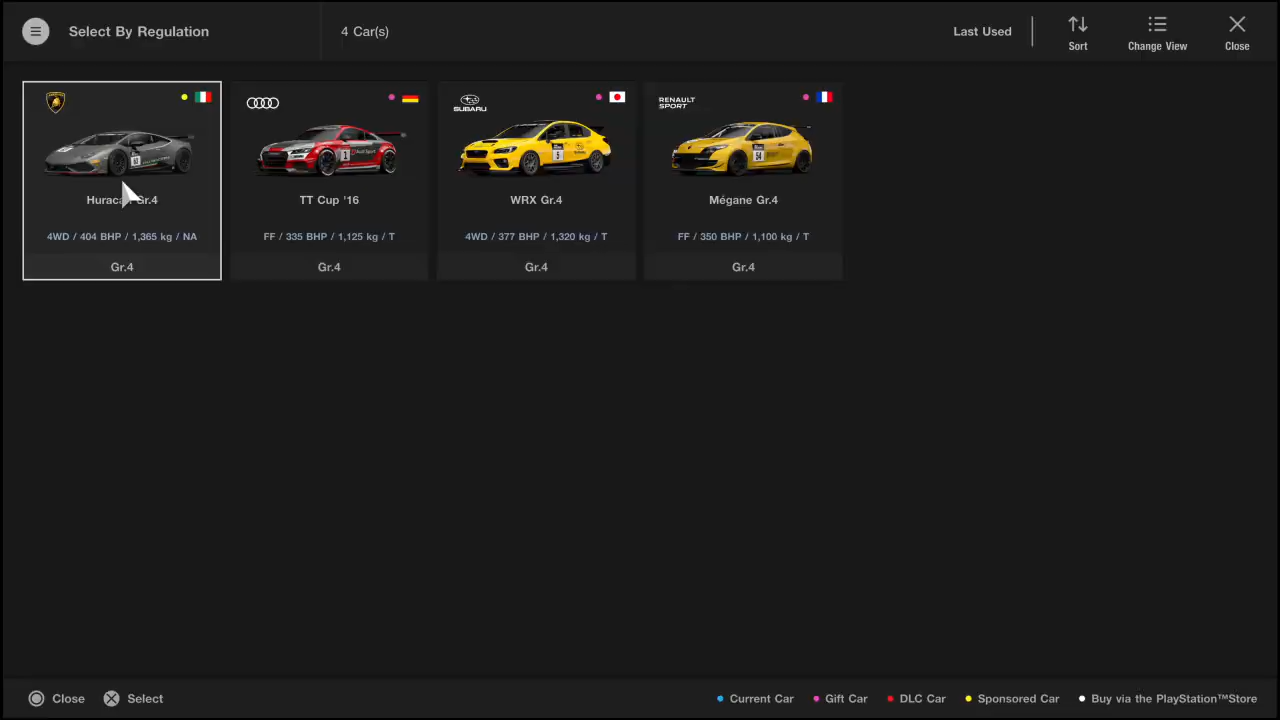 Select By Regulation
4 Car(s)
Last Used
Sort
Change View
Close
Huracán Gr.4
4WD / 404 BHP / 1,365 kg / NA
Gr.4
TT Cup '16
FF / 335 BHP / 1,125 kg / T
Gr.4
SUBARU
WRX Gr.4
4WD / 377 BHP / 1,320 kg / T
Gr.4
RENAULT
SPORT
Mégane Gr.4
FF / 350 BHP / 1,100 kg / T
Gr.4
Close
Select
Current Car
Gift Car
DLC Car
Sponsored Car
Buy via the PlayStation™Store